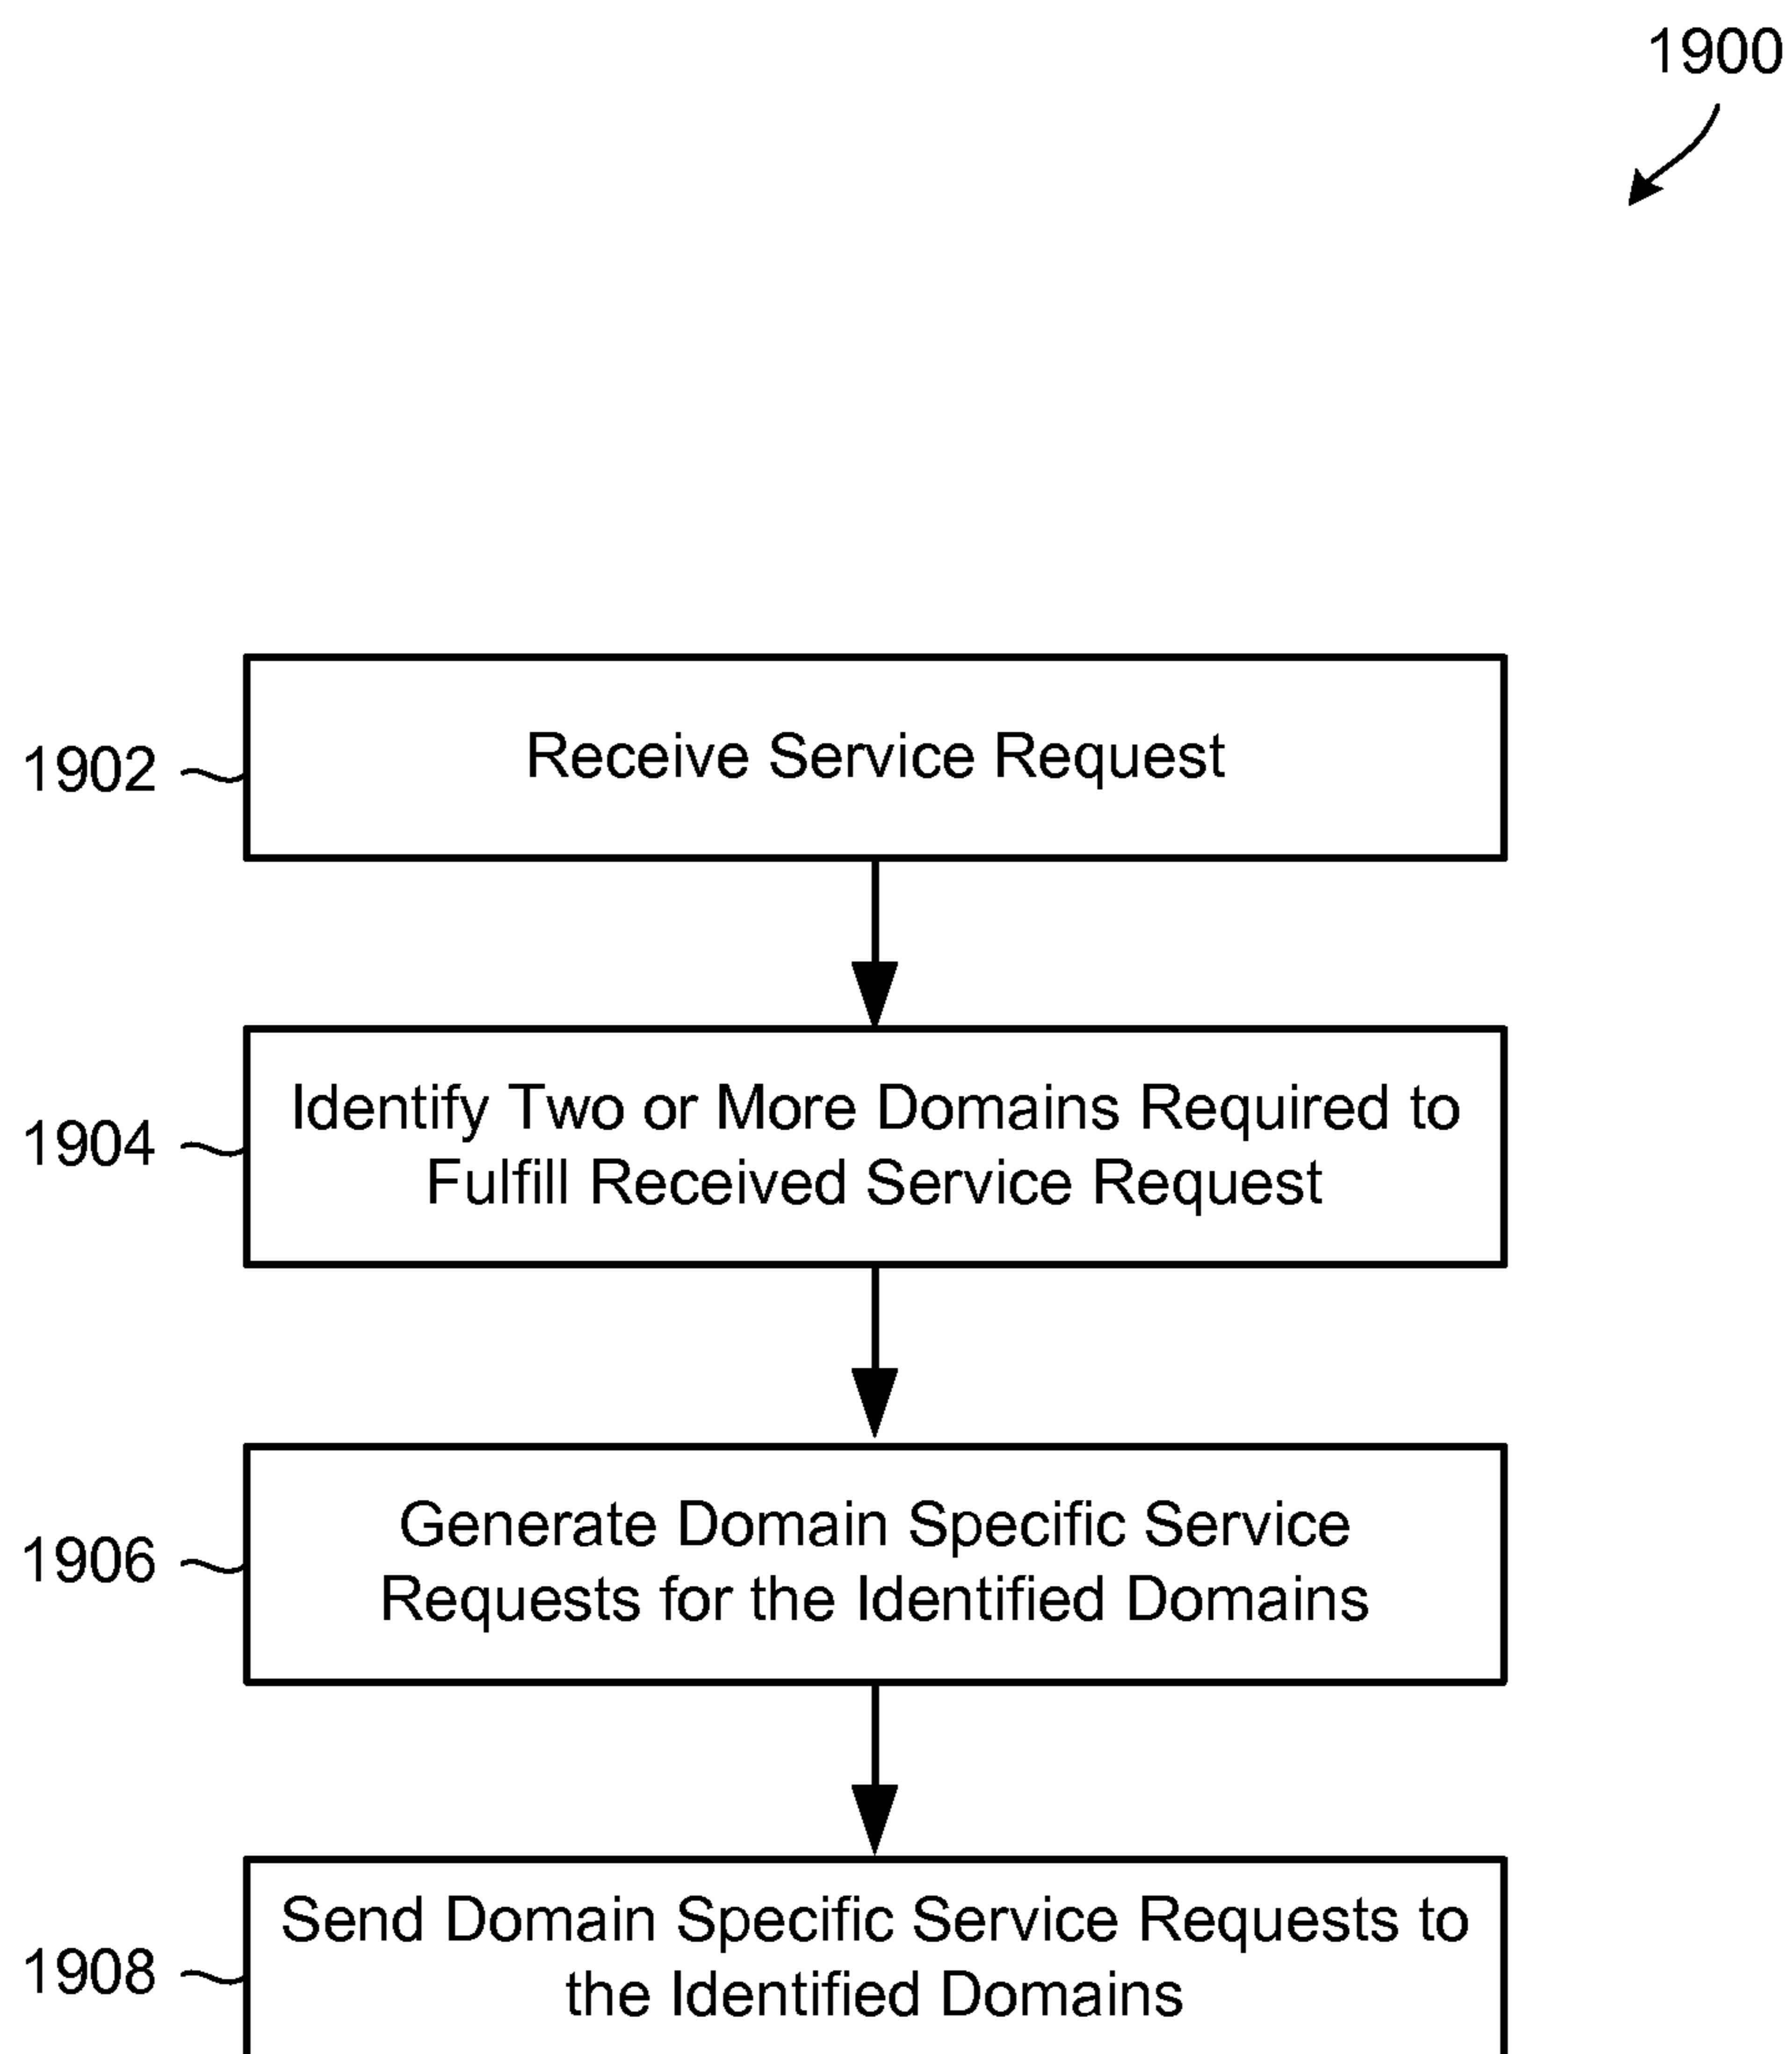 1900
1902
Receive Service Request
1904
Identify Two or More Domains Required to
Fulfill Received Service Request
1906
Generate Domain Specific Service
Requests for the Identified Domains
1908
Send Domain Specific Service Requests to
the Identified Domains